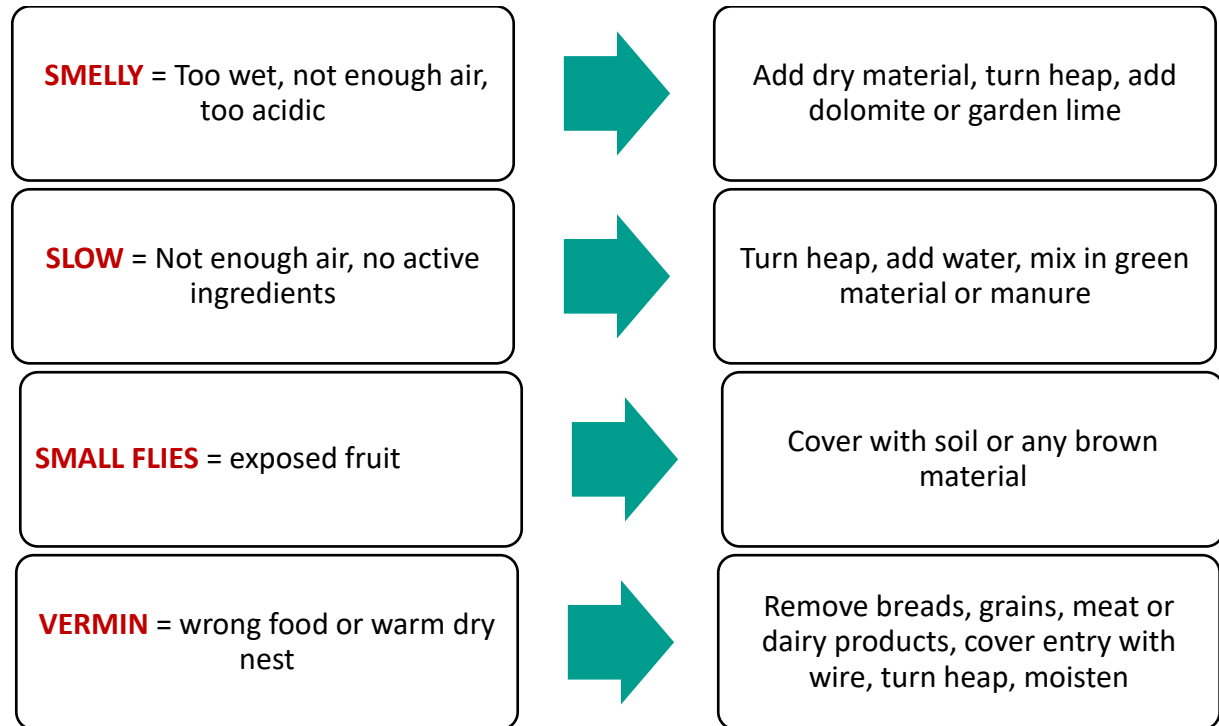 SMELLY = Too wet, not enough air,
too acidic
Add dry material, turn heap, add
dolomite or garden lime
SLOW = Not enough air, no active
ingredients
Turn heap, add water, mix in green
material or manure
SMALL FLIES = exposed fruit
Cover with soil or any brown
material
VERMIN = wrong food or warm dry
nest
Remove breads, grains, meat or
dairy products, cover entry with
wire, turn heap, moisten